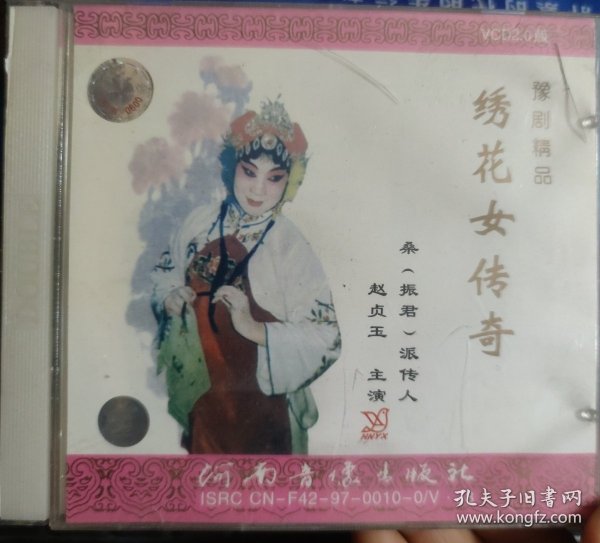 VCD2.0版
豫剧精品
绣花女传奇
桑(振君)派传人
赵贞玉 主演
HNYX
河南音像出版社
ISRC CN-F42-97-0010-0/V
孔夫子旧书网
www.kongfz.com